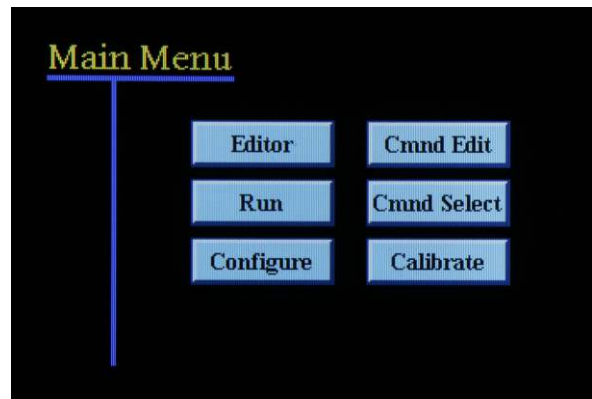 Main Menu
Editor
Cmnd Edit
Run
Cmnd Select
Configure
Calibrate